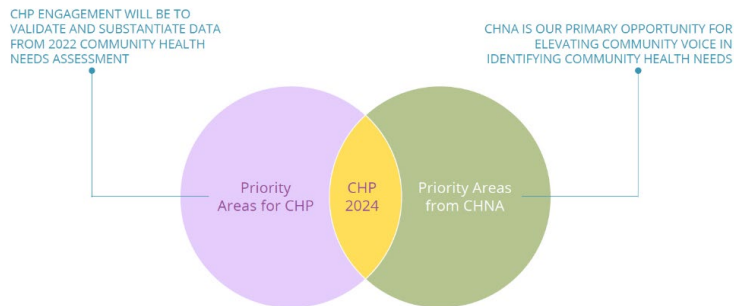 CHP ENGAGEMENT WILL BE TO
VALIDATE AND SUBSTANTIATE DATA
FROM 2022 COMMUNITY HEALTH
NEEDS ASSESSMENT
CHNA IS OUR PRIMARY OPPORTUNITY FOR
ELEVATING COMMUNITY VOICE IN
IDENTIFYING COMMUNITY HEALTH NEEDS
Priority
Areas for CHP
CHP
2024
Priority Areas
from CHNA